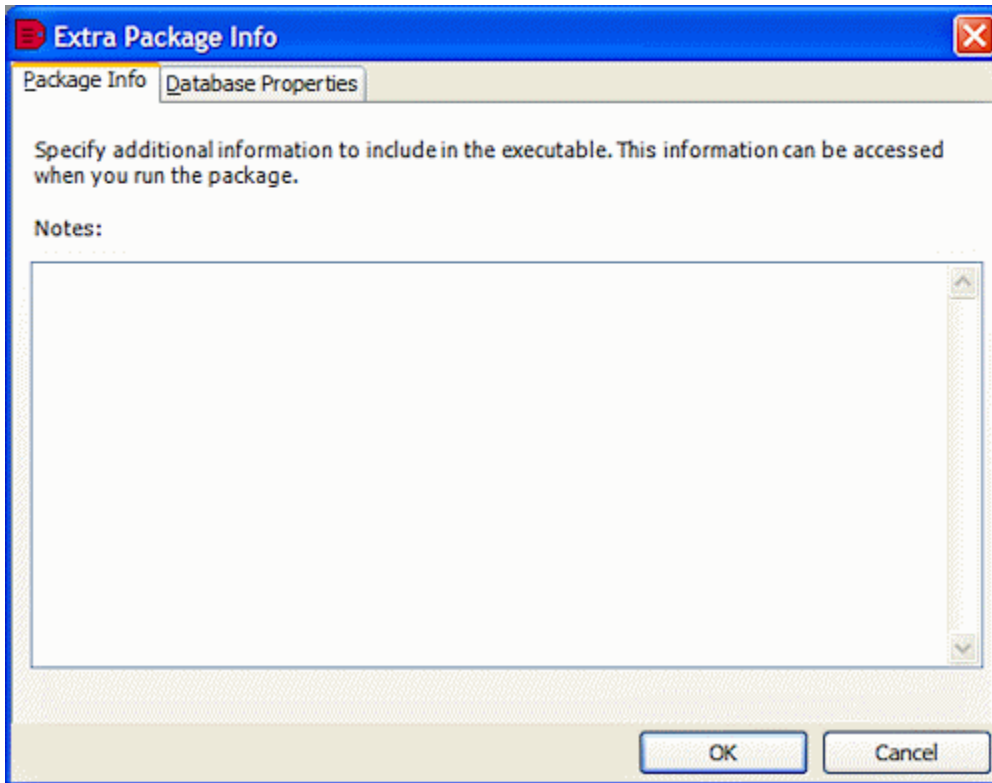 Extra Package Info
Package Info
Database Properties
Specify additional information to include in the executable. This information can be accessed
when you run the package.
Notes:
OK
Cancel